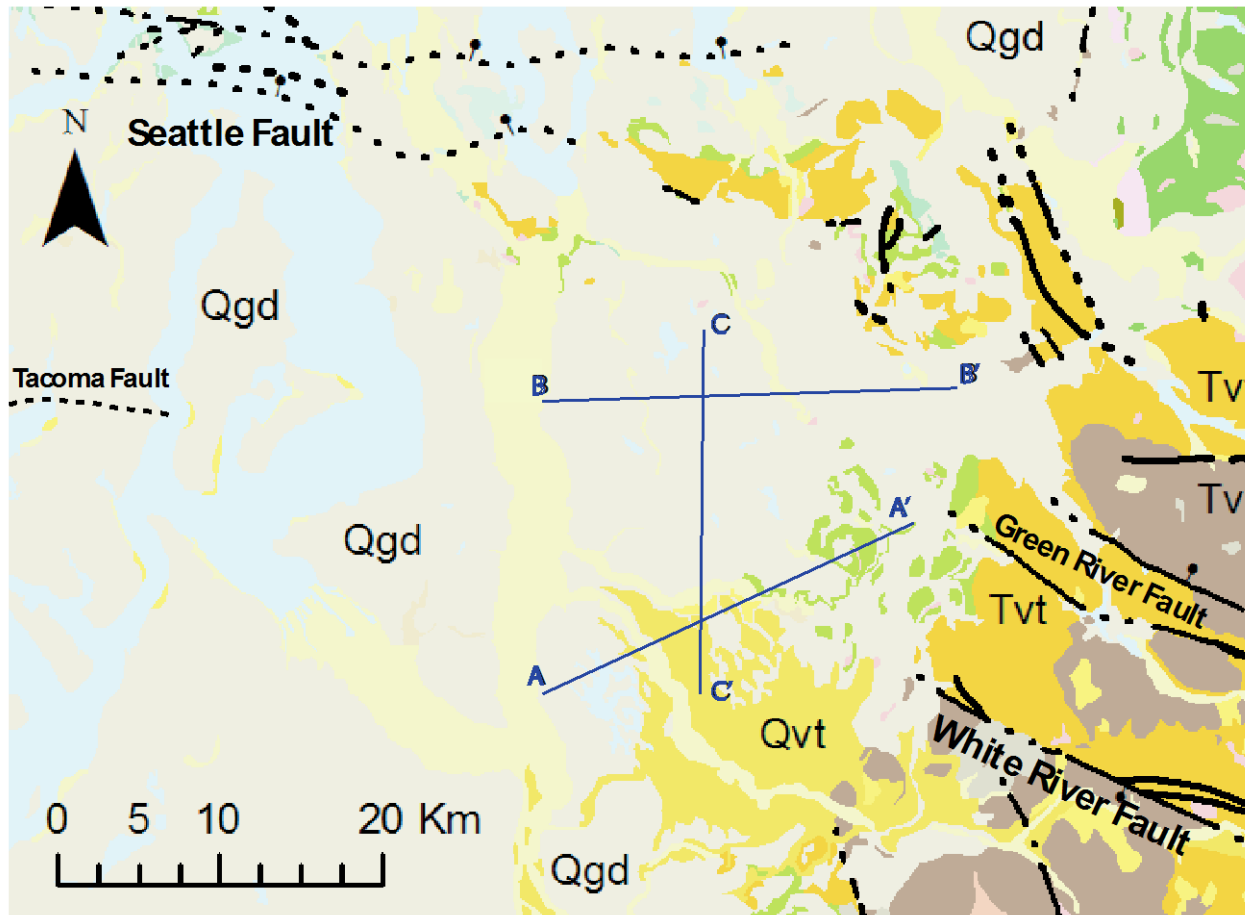 Qgd
N
Seattle Fault
Qgd
C
Tacoma Fault
B
B′
Tv
Qgd
A′
Tv
Green River Fault
Tvt
A
C′
Qvt
White River Fault
0 5 10 20 Km
Qgd